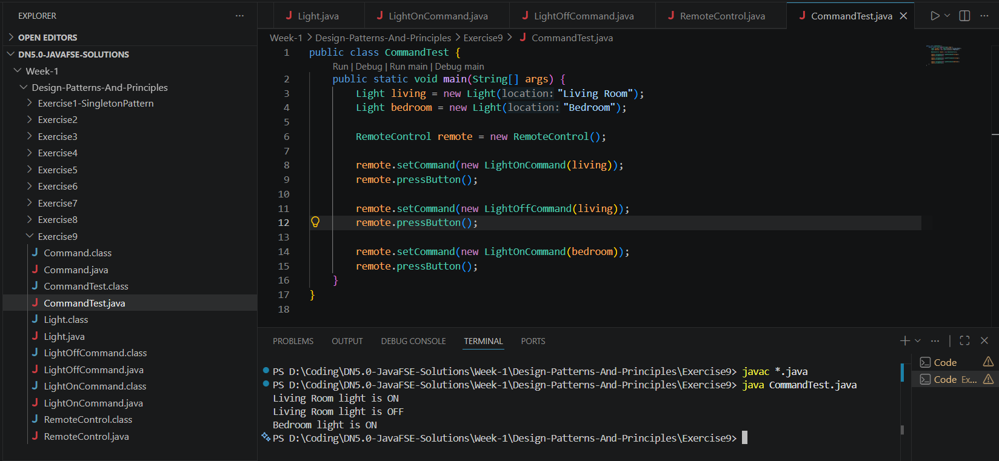 EXPLORER
OPEN EDITORS
DN5.0-JAVAFSE-SOLUTIONS
Week-1
Design-Patterns-And-Principles
Exercise1-SingletonPattern
Exercise2
Exercise3
Exercise4
Exercise5
Exercise6
Exercise7
Exercise8
Exercise9
Command.class
Command.java
CommandTest.class
CommandTest.java
Light.class
Light.java
LightOffCommand.class
LightOffCommand.java
LightOnCommand.class
LightOnCommand.java
RemoteControl.class
RemoteControl.java
Light.java LightOnCommand.java LightOffCommand.java RemoteControl.java CommandTest.java
Week-1 > Design-Patterns-And-Principles > Exercise9 > CommandTest.java
1 public class CommandTest {
Run | Debug | Run main | Debug main
2 public static void main(String[] args) {
3 Light living = new Light(location: "Living Room");
4 Light bedroom = new Light(location: "Bedroom");
5
6 RemoteControl remote = new RemoteControl();
7
8 remote.setCommand(new LightOnCommand(living));
9 remote.pressButton();
10
11 remote.setCommand(new LightOffCommand(living));
12 remote.pressButton();
13
14 remote.setCommand(new LightOnCommand(bedroom));
15 remote.pressButton();
16 }
17 }
18
PROBLEMS OUTPUT DEBUG CONSOLE TERMINAL PORTS
PS D:\Coding\DN5.0-JavaFSE-Solutions\Week-1\Design-Patterns-And-Principles\Exercise9> javac *.java
PS D:\Coding\DN5.0-JavaFSE-Solutions\Week-1\Design-Patterns-And-Principles\Exercise9> java CommandTest.java
Living Room light is ON
Living Room light is OFF
Bedroom light is ON
PS D:\Coding\DN5.0-JavaFSE-Solutions\Week-1\Design-Patterns-And-Principles\Exercise9>
Code
Code Ex...